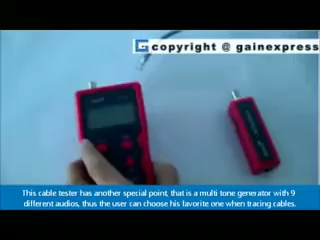 G copyright @ gainexpress
This cable tester has another special point, that is a multi tone generator with 9
different audios, thus the user can choose his favorite one when tracing cables.